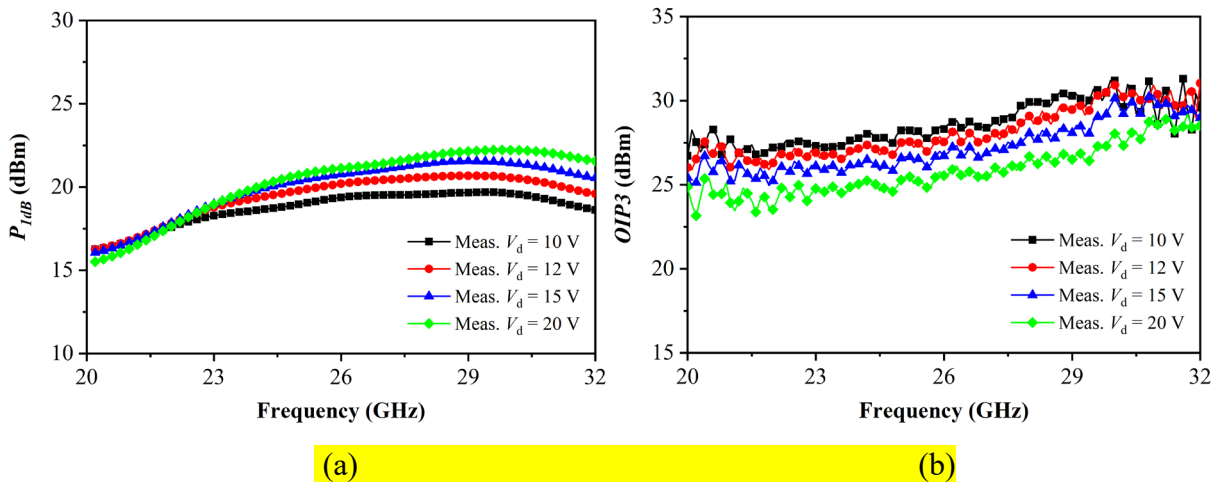 30
25
20
15
10
P1dB (dBm)
Meas. Vd = 10 V
Meas. Vd = 12 V
Meas. Vd = 15 V
Meas. Vd = 20 V
20 23 26 29 32
Frequency (GHz)
35
30
25
20
15
OIP3 (dBm)
Meas. Vd = 10 V
Meas. Vd = 12 V
Meas. Vd = 15 V
Meas. Vd = 20 V
20 23 26 29 32
Frequency (GHz)
(a) (b)